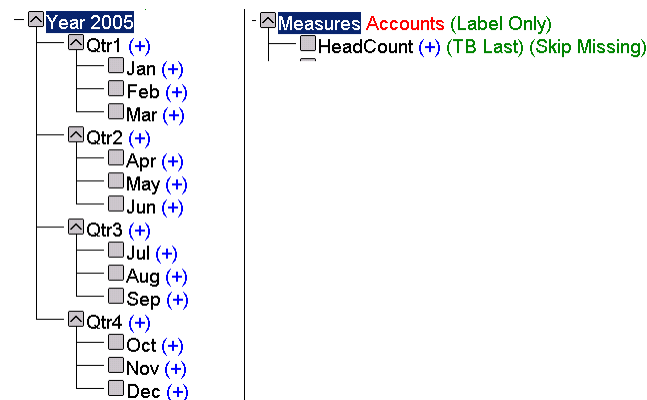 Year 2005
Qtr1 (+)
Jan (+)
Feb (+)
Mar (+)
Qtr2 (+)
Apr (+)
May (+)
Jun (+)
Qtr3 (+)
Jul (+)
Aug (+)
Sep (+)
Qtr4 (+)
Oct (+)
Nov (+)
Dec (+)
Measures Accounts (Label Only)
HeadCount (+) (TB Last) (Skip Missing)